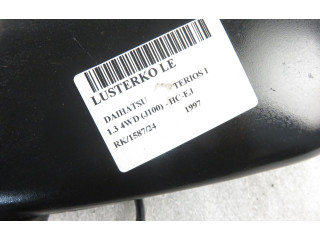 LUSTERKO LE
DAIHATSU TERIOS I
1.3 4WD (J100) - HC-EJ
RK/1587/24 1997